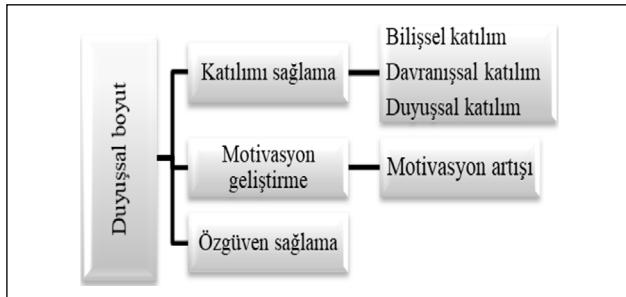 Duyuşsal boyut
Katılımı sağlama
Bilişsel katılım
Davranışsal katılım
Duyuşsal katılım
Motivasyon
geliştirme
Motivasyon artışı
Özgüven sağlama